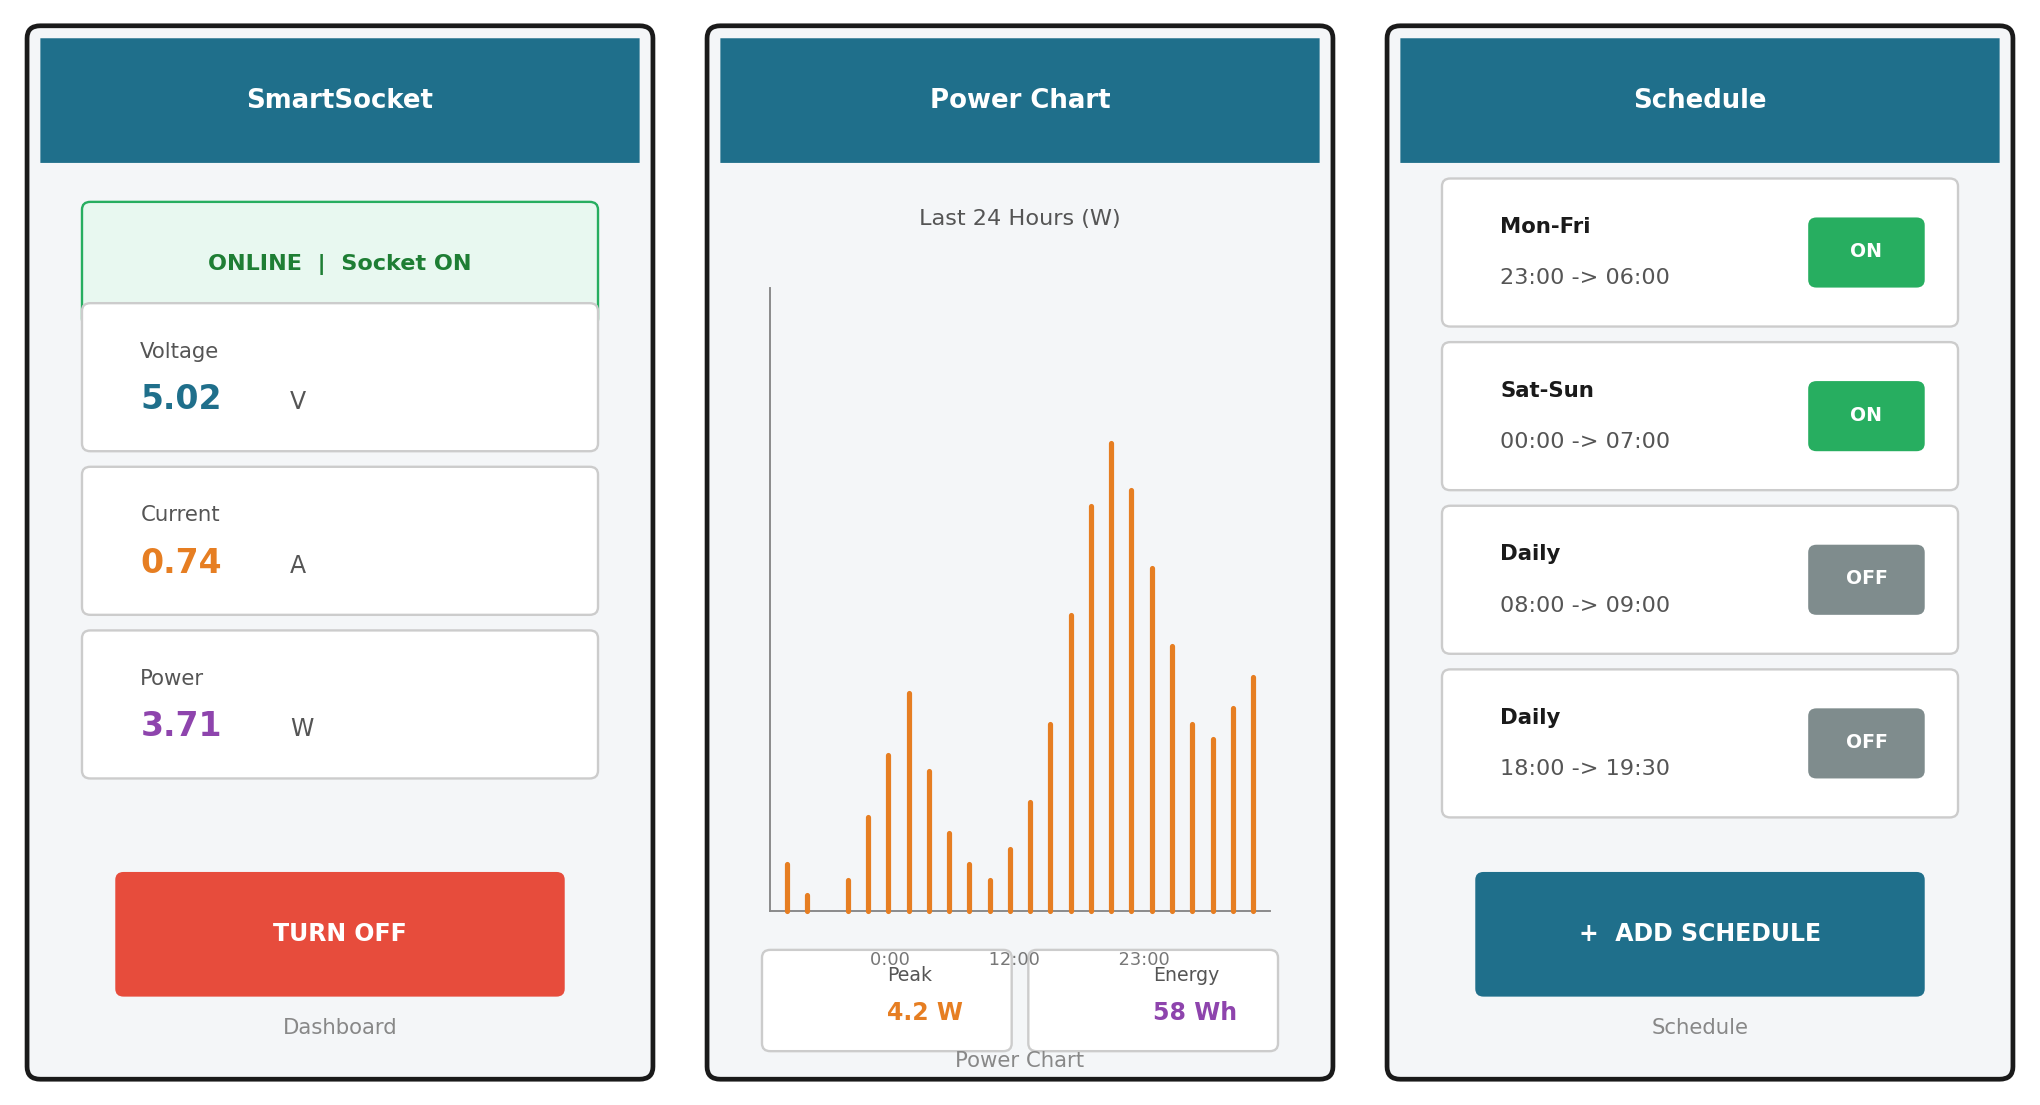 SmartSocket
ONLINE | Socket ON
Voltage
5.02 V
Current
0.74 A
Power
3.71 W
TURN OFF
Dashboard
Power Chart
Last 24 Hours (W)
0:00 12:00 23:00
Peak
4.2 W
Energy
58 Wh
Power Chart
Schedule
Mon-Fri
23:00 -> 06:00
ON
Sat-Sun
00:00 -> 07:00
ON
Daily
08:00 -> 09:00
OFF
Daily
18:00 -> 19:30
OFF
+ ADD SCHEDULE
Schedule